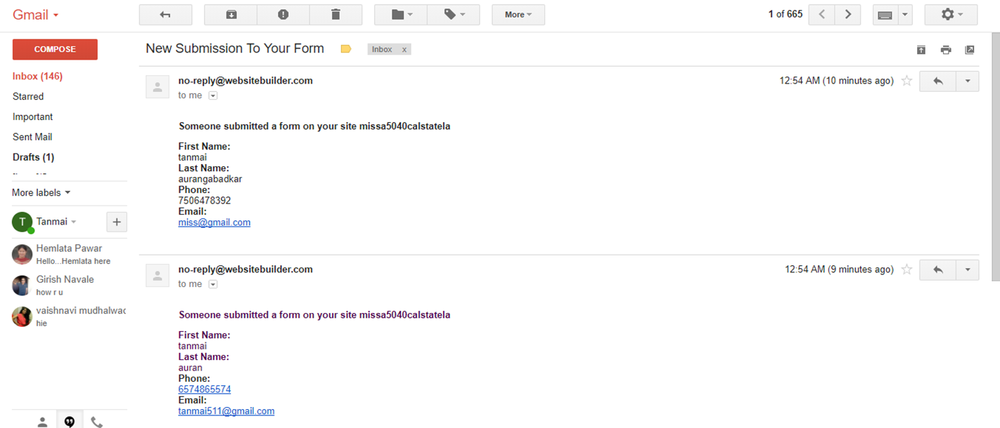 Gmail
More
1 of 665
COMPOSE
New Submission To Your Form
Inbox x
Inbox (146)
Starred
Important
Sent Mail
Drafts (1)
More labels
T
Tanmai
Hemlata Pawar
Hello...Hemlata here
Girish Navale
how r u
vaishnavi mudhalwad
hie
no-reply@websitebuilder.com
12:54 AM (10 minutes ago)
to me
Someone submitted a form on your site missa5040calstatela
First Name:
tanmai
Last Name:
aurangabadkar
Phone:
7506478392
Email:
miss@gmail.com
no-reply@websitebuilder.com
12:54 AM (9 minutes ago)
to me
Someone submitted a form on your site missa5040calstatela
First Name:
tanmai
Last Name:
auran
Phone:
6574865574
Email:
tanmai511@gmail.com